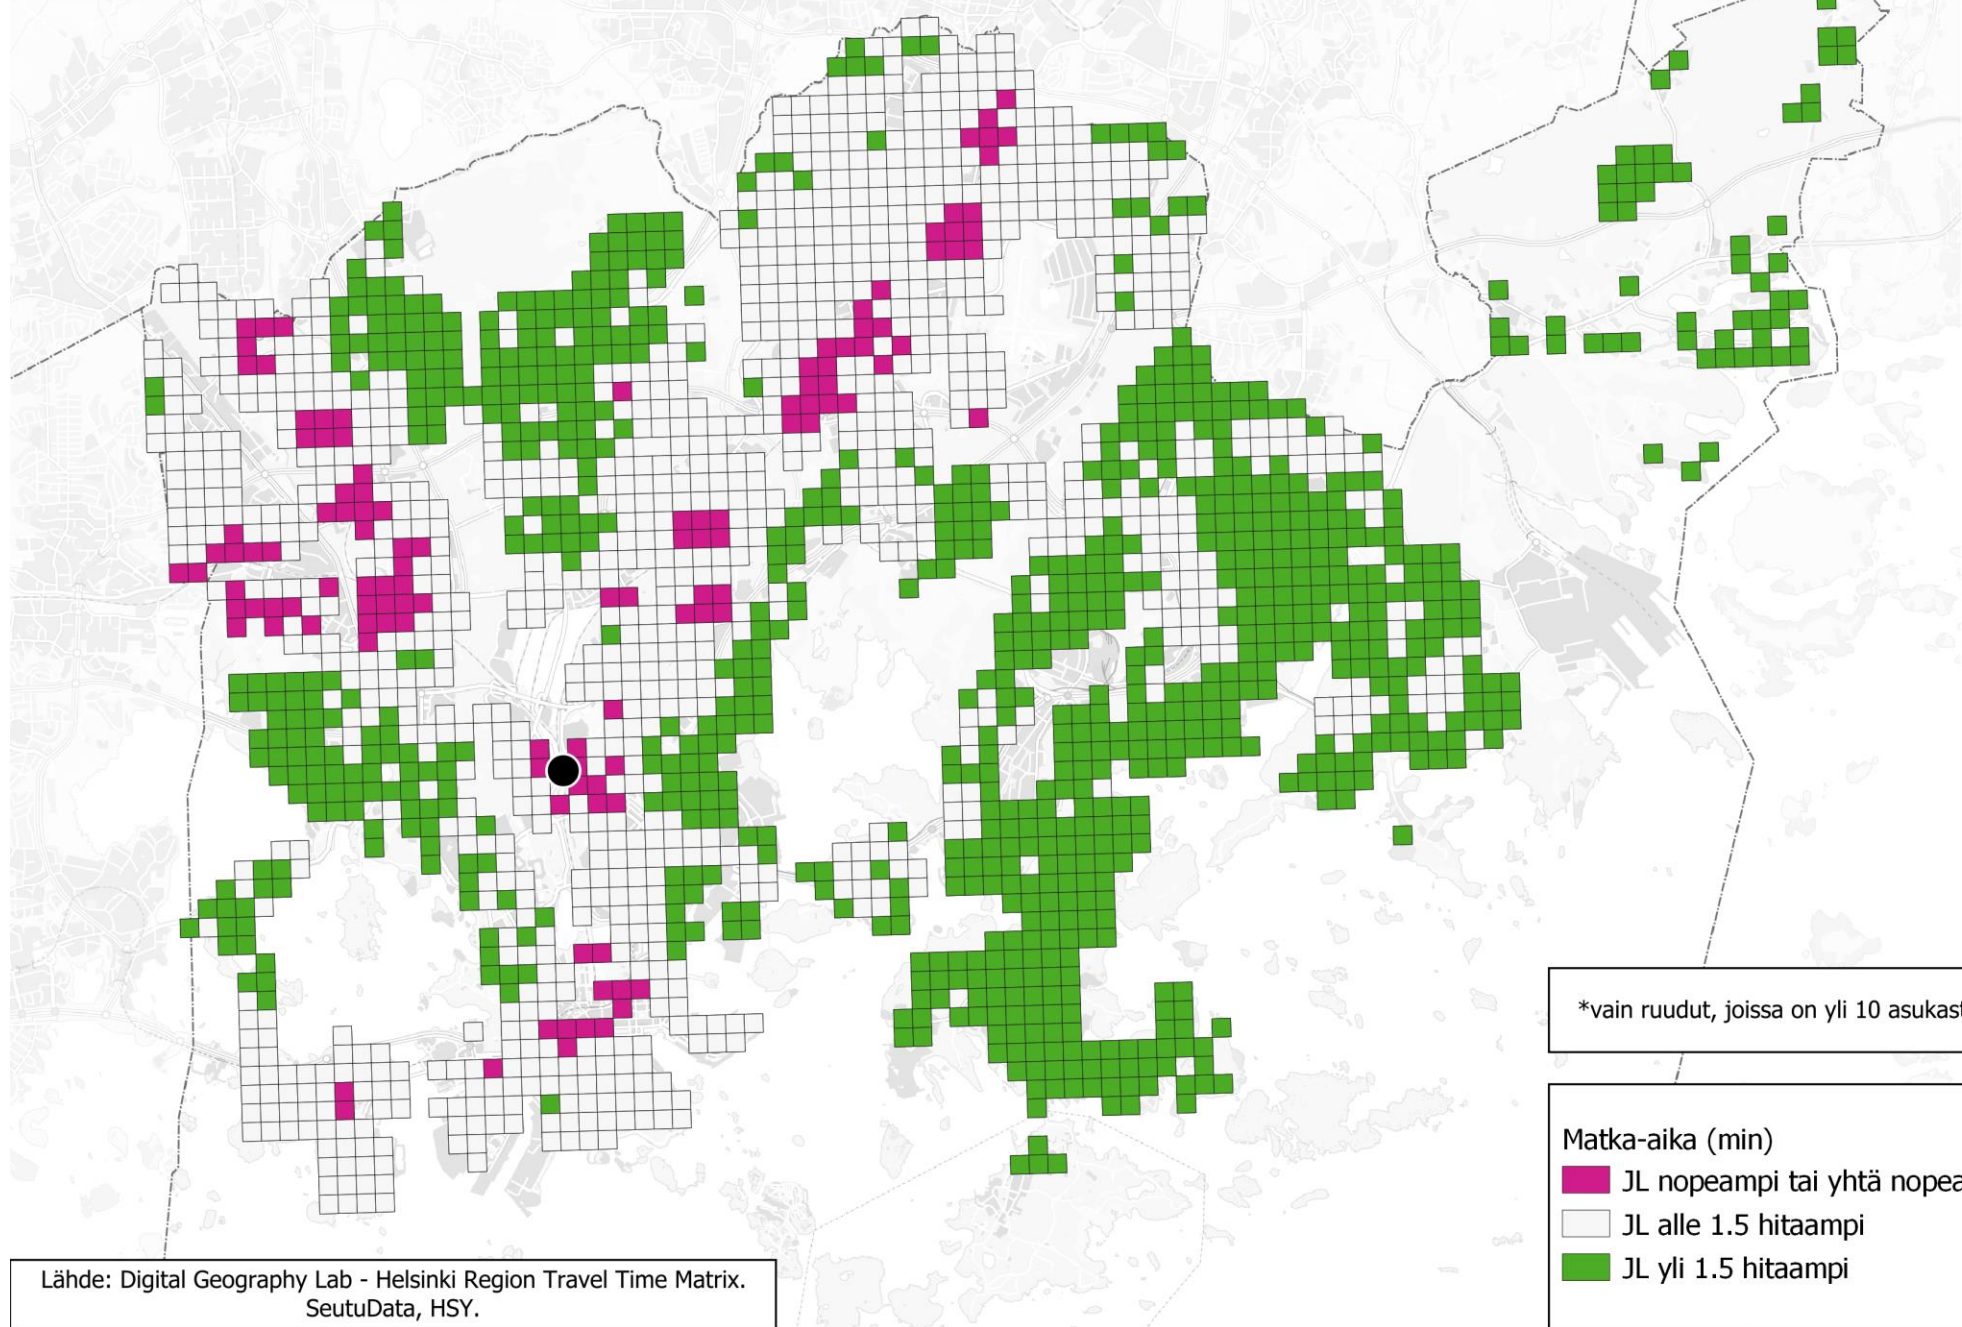 *vain ruudut, joissa on yli 10 asukast
Matka-aika (min)
JL nopeampi tai yhtä nopea
JL alle 1.5 hitaampi
JL yli 1.5 hitaampi
Lähde: Digital Geography Lab - Helsinki Region Travel Time Matrix.
SeutuData, HSY.